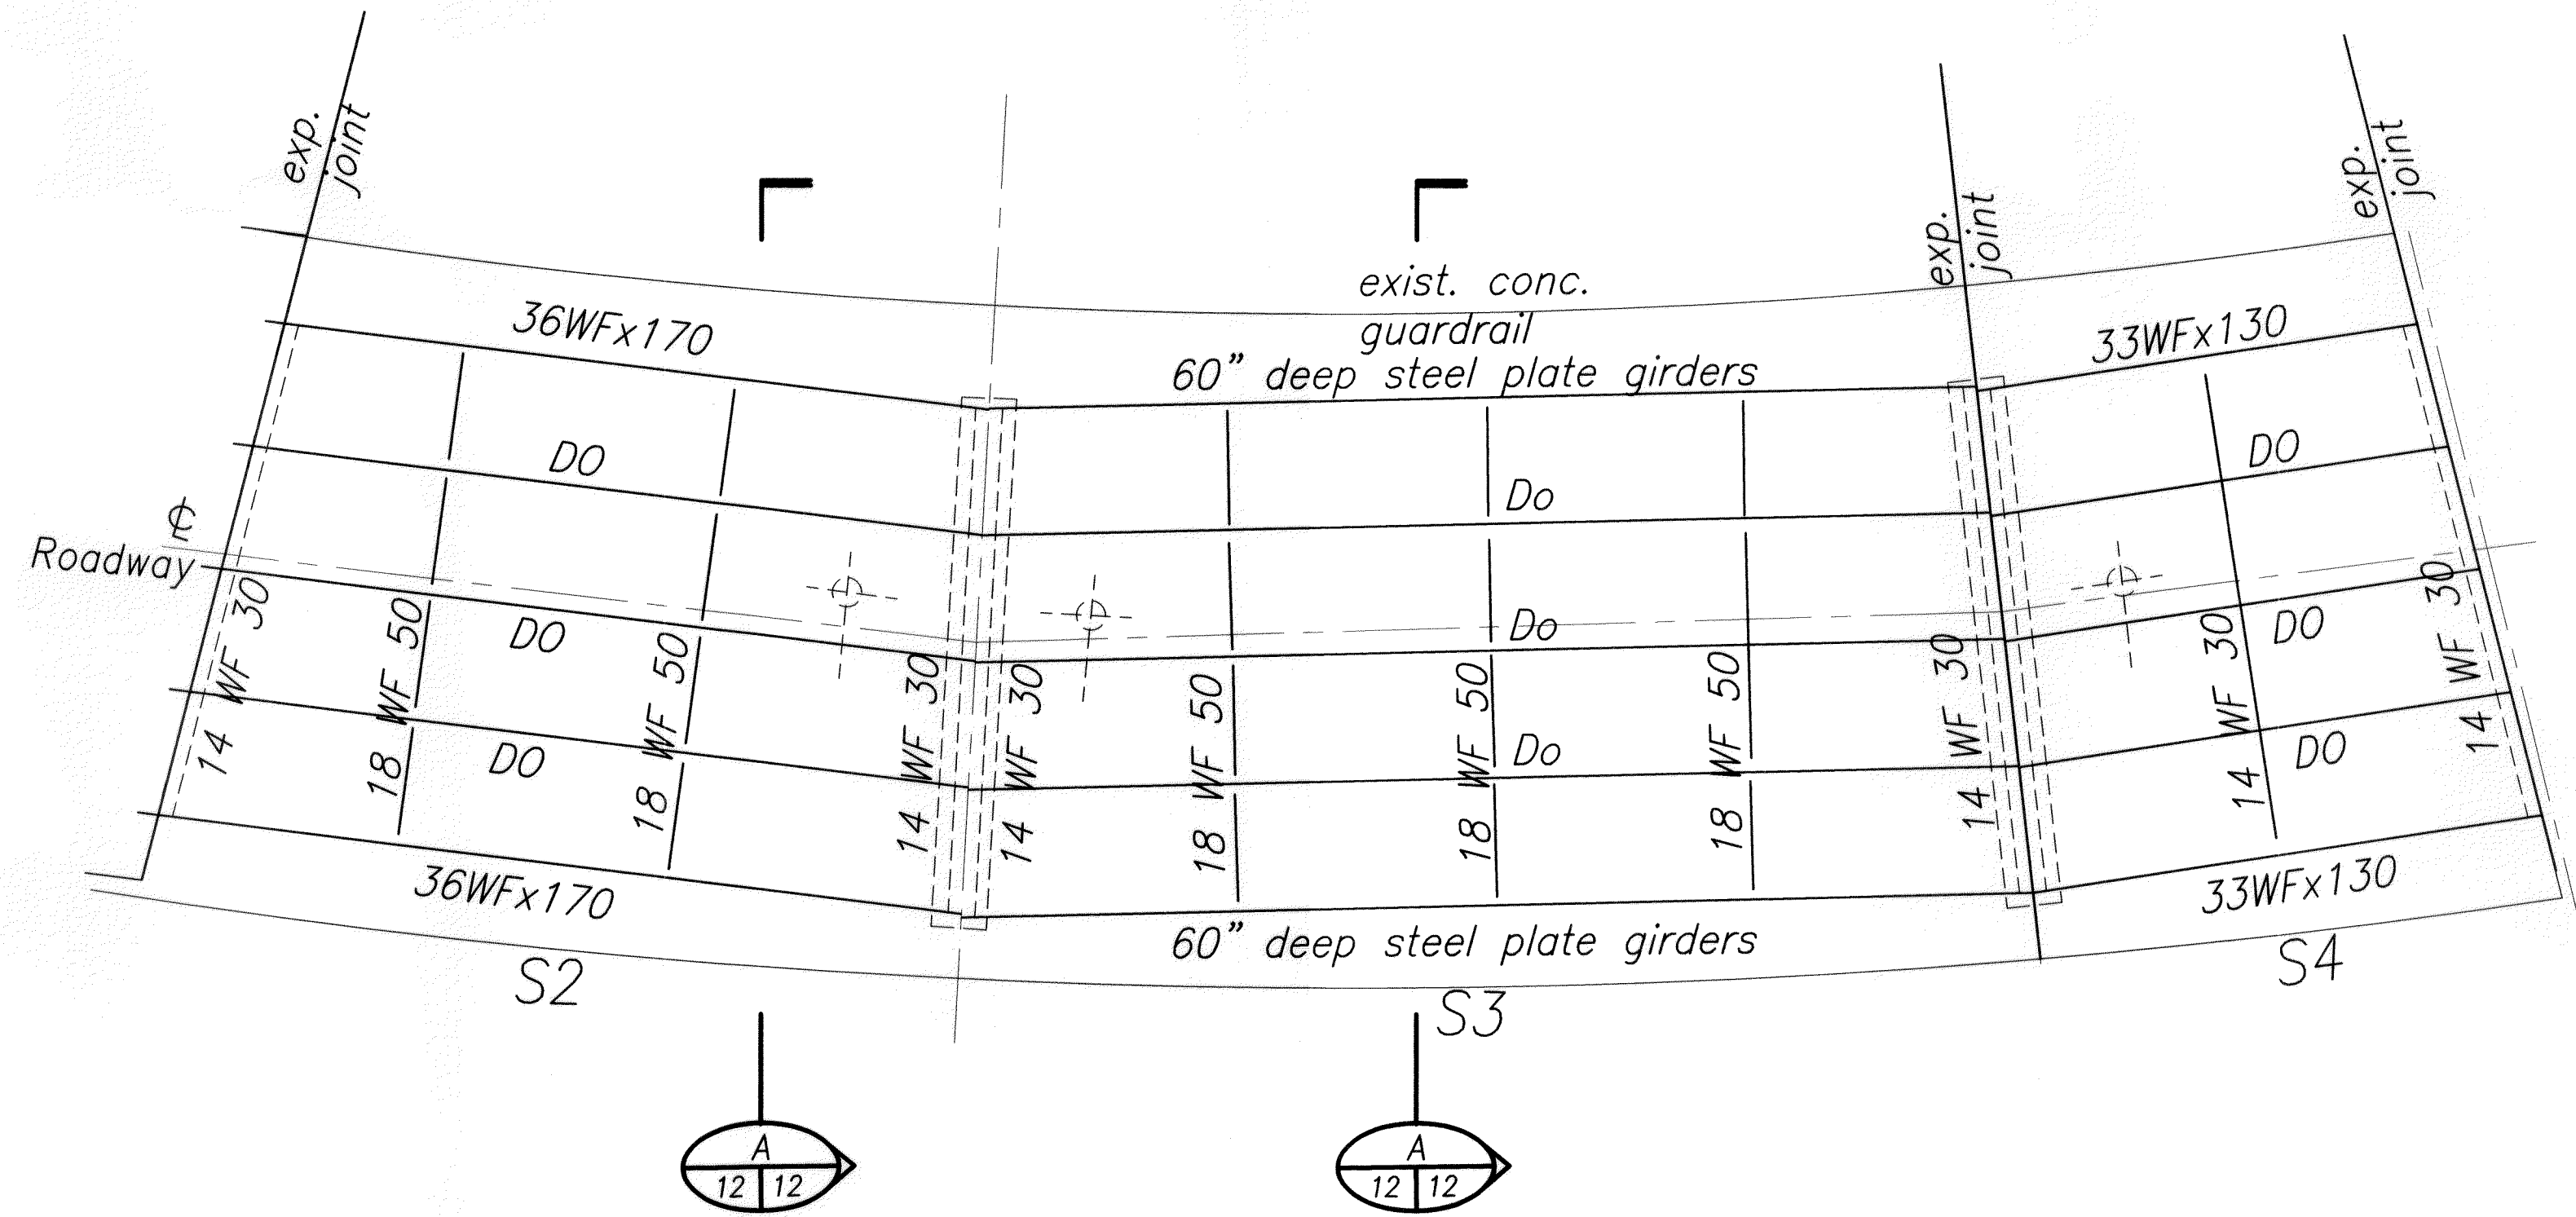 exp.
joint
exp.
joint
exp.
joint
exist. conc.
guardrail
36WFx170
60" deep steel plate girders
33WFx130
DO
Do
DO
℄
Roadway
DO
Do
DO
14 WF 30
18 WF 50
18 WF 50
14 WF 30
14 WF 30
18 WF 50
18 WF 50
18 WF 50
14 WF 30
14 WF 30
14 WF 30
DO
Do
DO
36WFx170
60" deep steel plate girders
33WFx130
S2
S3
S4
A
12 12
A
12 12